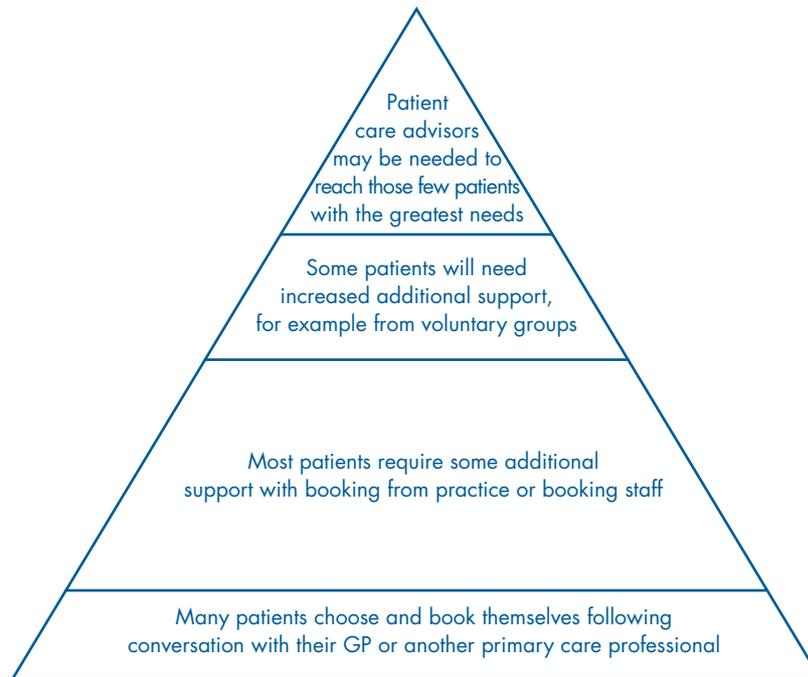 Patient
care advisors
may be needed to
reach those few patients
with the greatest needs
Some patients will need
increased additional support,
for example from voluntary groups
Most patients require some additional
support with booking from practice or booking staff
Many patients choose and book themselves following
conversation with their GP or another primary care professional